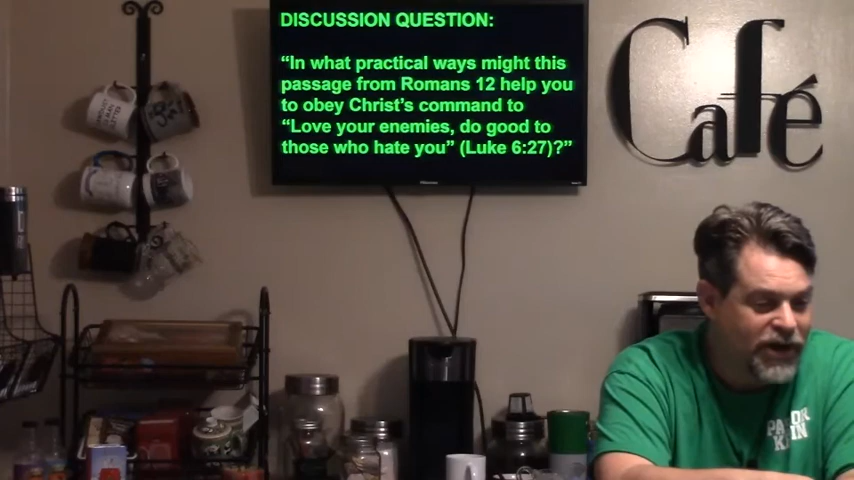 DISCUSSION QUESTION:
“In what practical ways might this
passage from Romans 12 help you
to obey Christ’s command to
“Love your enemies, do good to
those who hate you” (Luke 6:27)?”
Café
Hisense